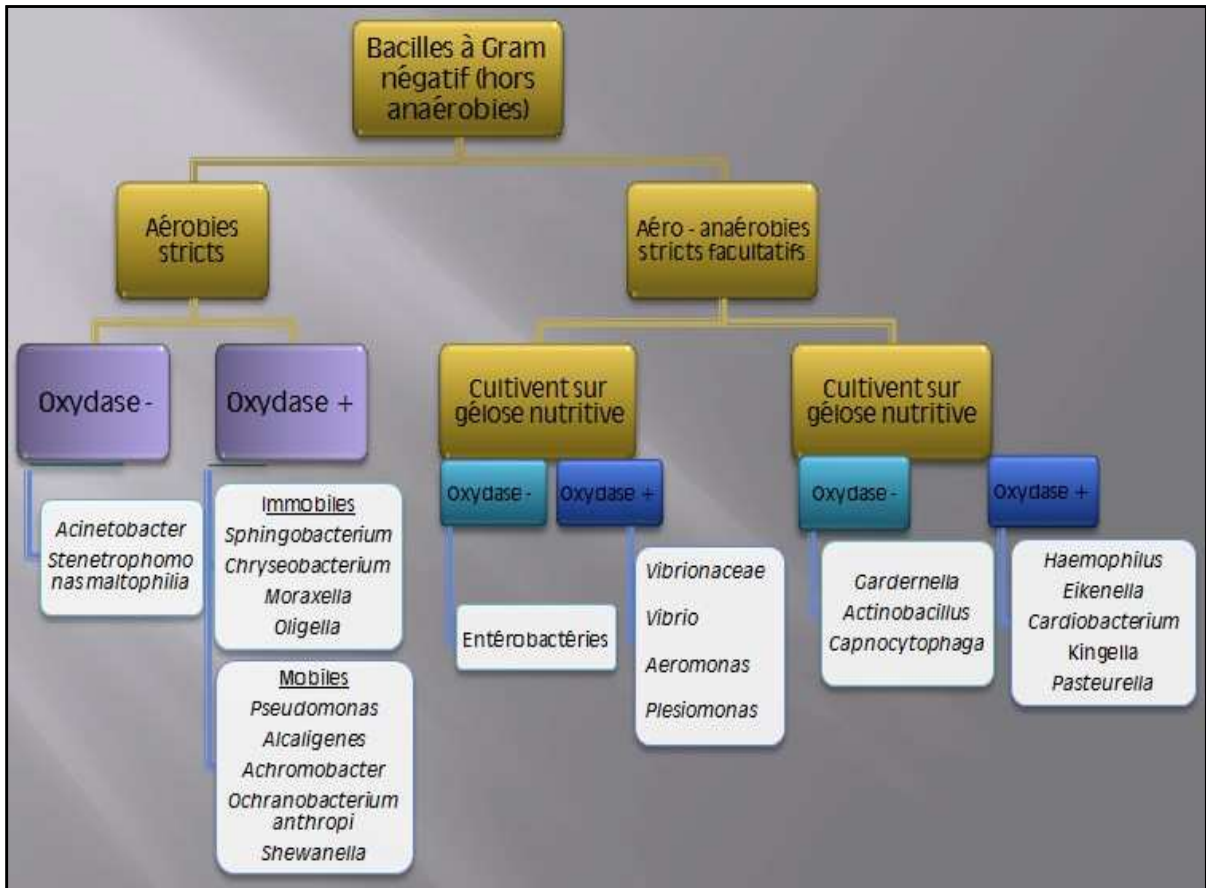 Bacilles à Gram
négatif (hors
anaérobies)
Aérobies
stricts
Aéro - anaérobies
stricts facultatifs
Oxydase -
Oxydase +
Cultivent sur
gélose nutritive
Cultivent sur
gélose nutritive
Oxydase -
Oxydase +
Oxydase -
Oxydase +
Acinetobacter
Stenetrophomo
nas maltophilia
Immobiles
Sphingobacterium
Chryseobacterium
Moraxella
Oligella
Mobiles
Pseudomonas
Alcaligenes
Achromobacter
Ochranobacterium
anthropi
Shewanella
Entérobactéries
Vibrionaceae
Vibrio
Aeromonas
Plesiomonas
Gardernella
Actinobacillus
Capnocytophaga
Haemophilus
Eikenella
Cardiobacterium
Kingella
Pasteurella